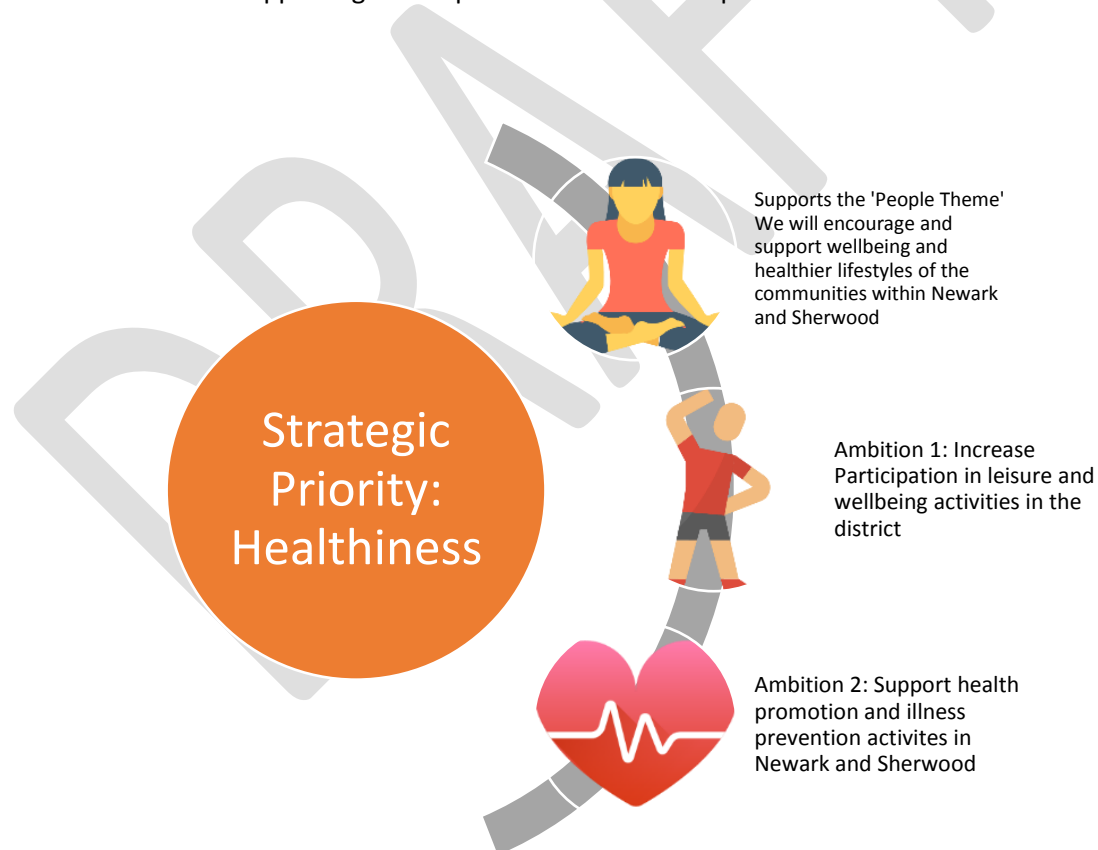 Supports the 'People Theme'
We will encourage and
support wellbeing and
healthier lifestyles of the
communities within Newark
and Sherwood
Strategic
Priority:
Healthiness
Ambition 1: Increase
Participation in leisure and
wellbeing activities in the
district
Ambition 2: Support health
promotion and illness
prevention activites in
Newark and Sherwood